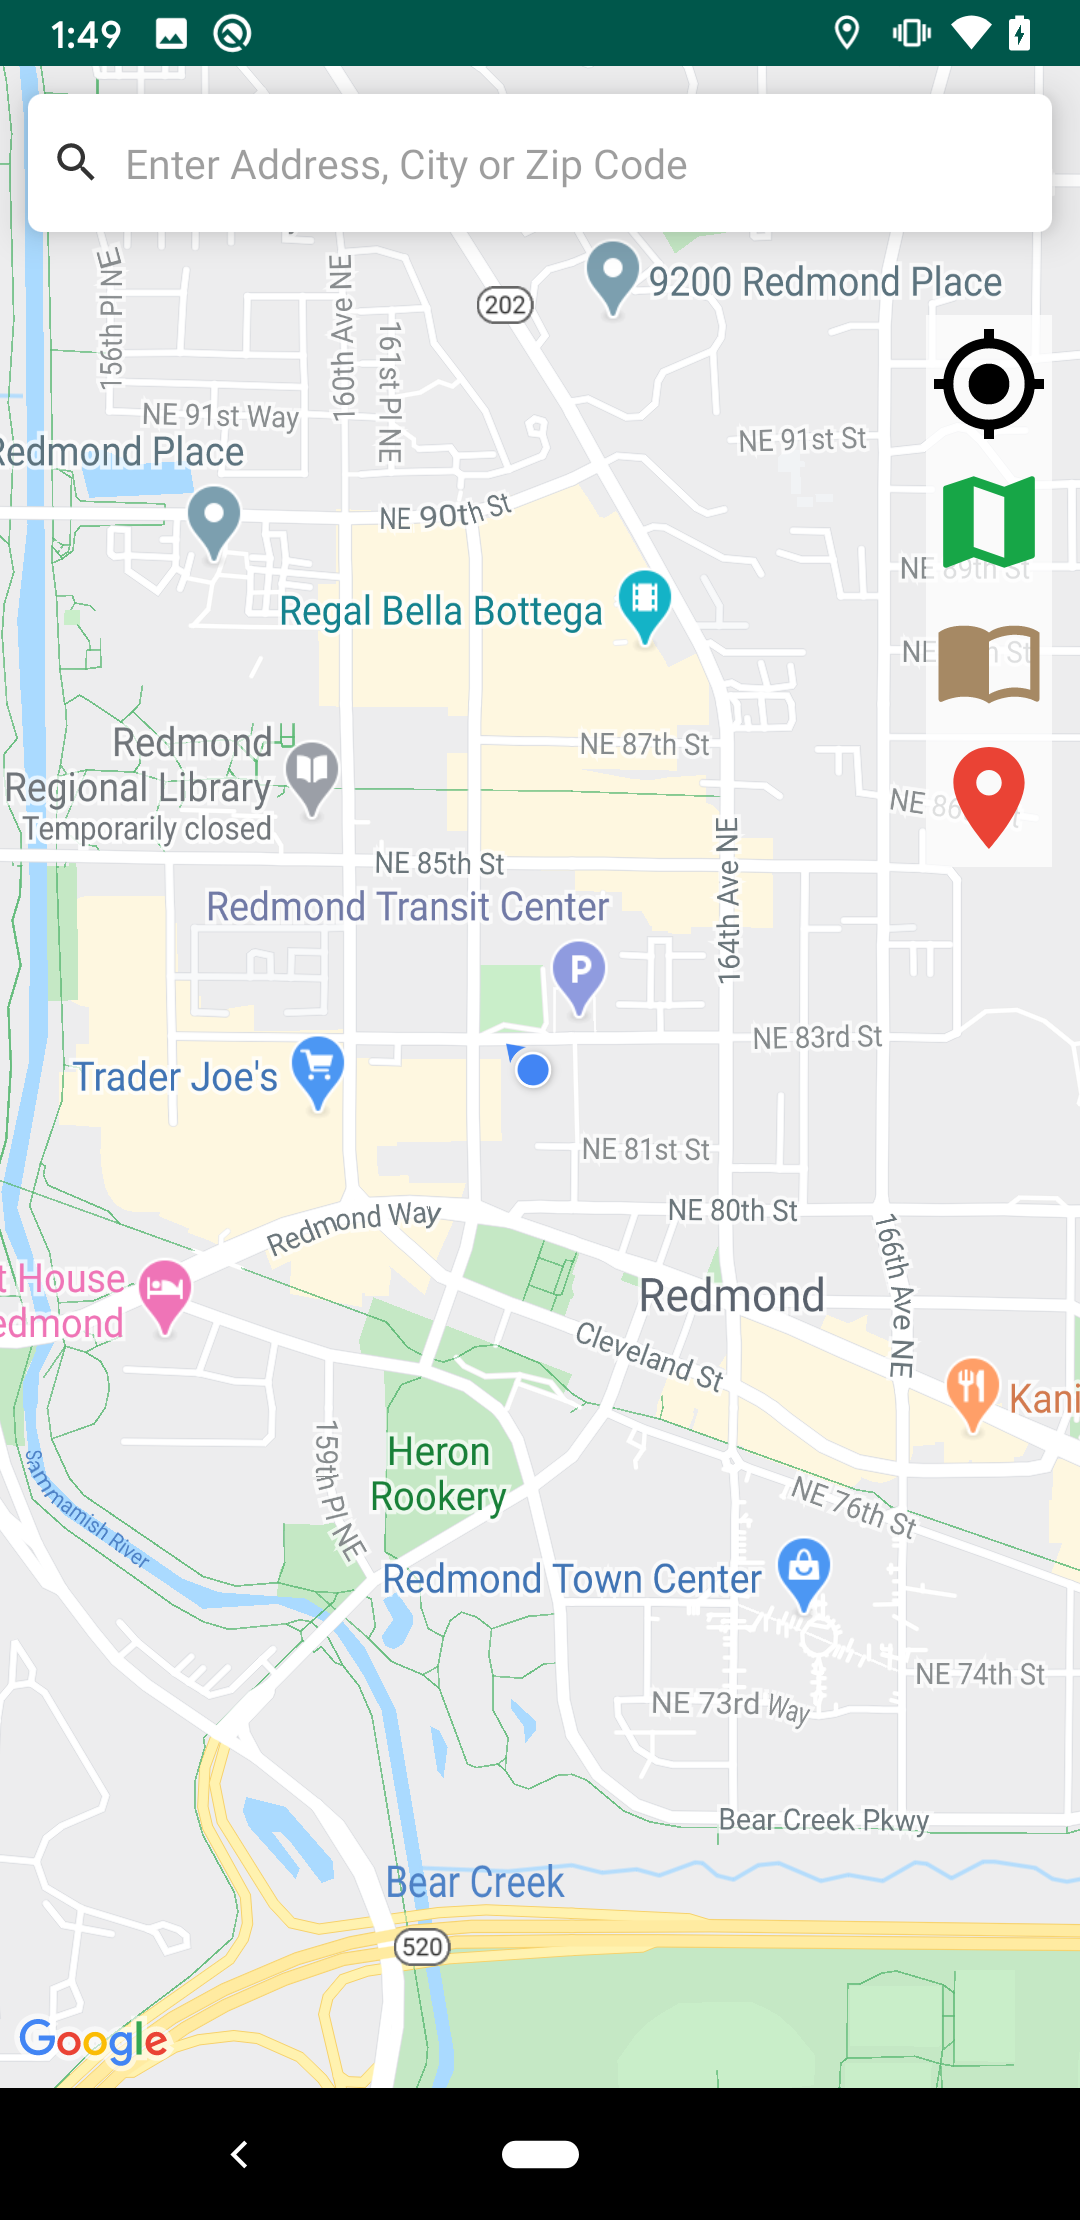 1:49
Enter Address, City or Zip Code
9200 Redmond Place
202
156th Pl NE
160th Ave NE
161st Pl NE
NE 91st Way
NE 91st St
Redmond Place
NE 90th St
NE 89th St
Regal Bella Bottega
NE
St
NE 87th St
Redmond
Regional Library
Temporarily closed
NE 86
NE 85th St
164th Ave NE
Redmond Transit Center
P
NE 83rd St
Trader Joe's
NE 81st St
NE 80th St
Redmond Way
166th Ave NE
t House
edmond
Redmond
Cleveland St
Kani
159th Pl NE
Heron
Rookery
Sammamish River
NE 76th St
Redmond Town Center
NE 74th St
NE 73rd Way
Bear Creek Pkwy
Bear Creek
520
Google